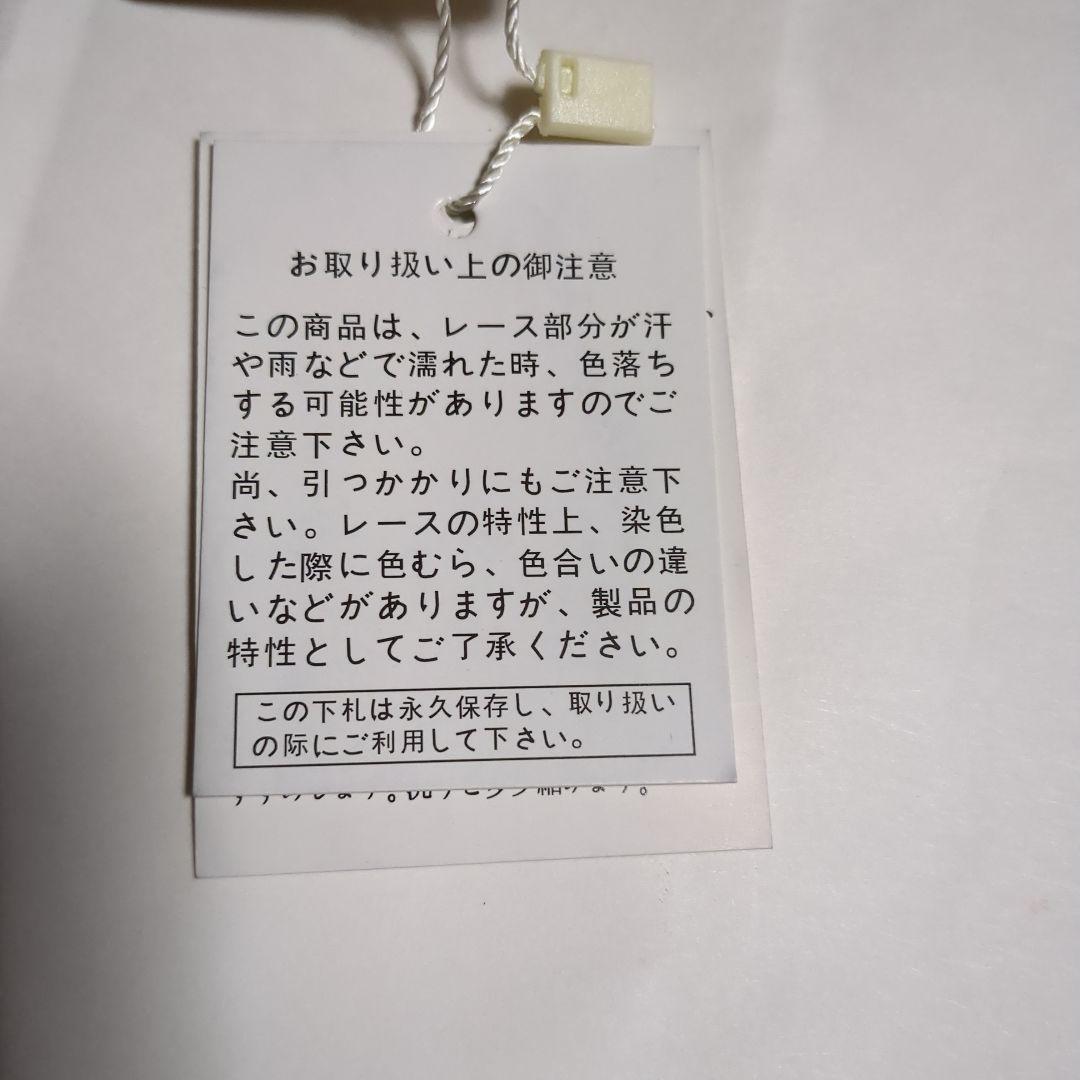 お取り扱い上の御注意
この商品は、レース部分が汗
や雨などで濡れた時、色落ち
する可能性がありますのでご
注意下さい。
尚、引っかかりにもご注意下
さい。レースの特性上、染色
した際に色むら、色合いの違
いなどがありますが、製品の
特性としてご了承ください。
この下札は永久保存し、取り扱い
の際にご利用して下さい。